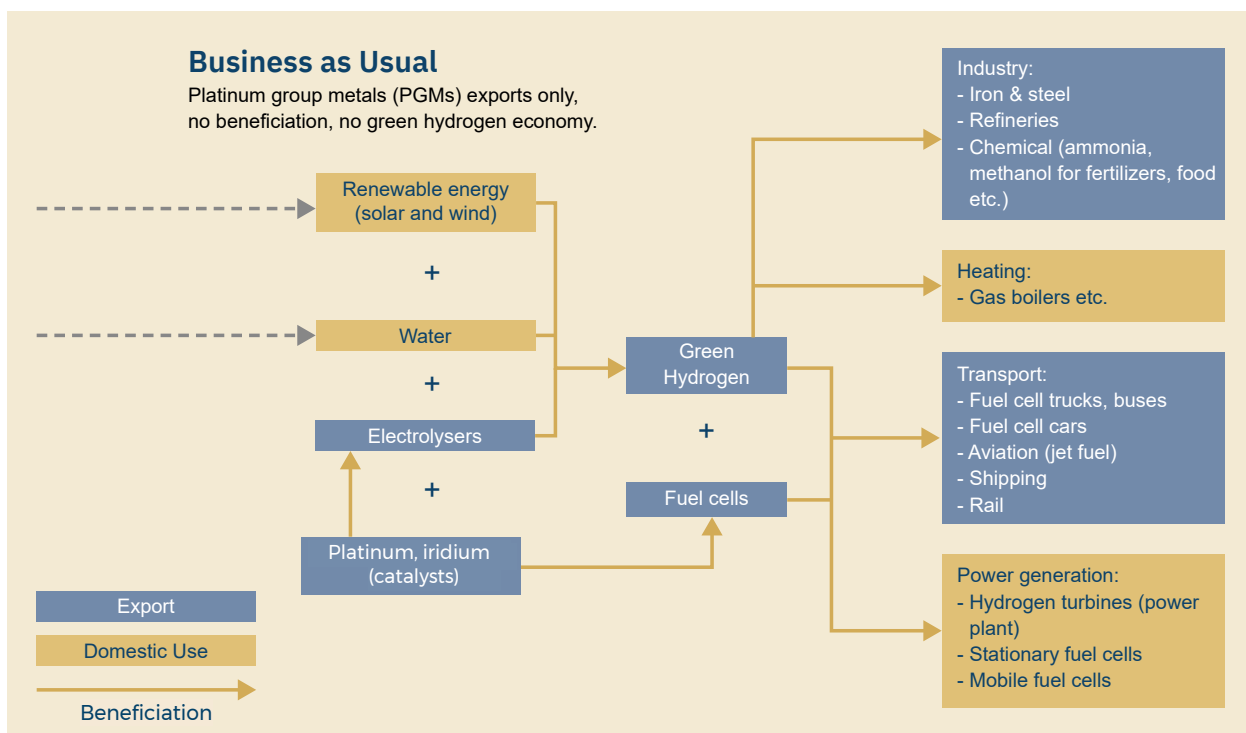 Business as Usual
Platinum group metals (PGMs) exports only,
no beneficiation, no green hydrogen economy.
Renewable energy
(solar and wind)
+
Water
+
Electrolysers
+
Platinum, iridium
(catalysts)
Green
Hydrogen
+
Fuel cells
Industry:
- Iron & steel
- Refineries
- Chemical (ammonia,
methanol for fertilizers, food
etc.)
Heating:
- Gas boilers etc.
Transport:
- Fuel cell trucks, buses
- Fuel cell cars
- Aviation (jet fuel)
- Shipping
- Rail
Power generation:
- Hydrogen turbines (power
plant)
- Stationary fuel cells
- Mobile fuel cells
Export
Domestic Use
Beneficiation